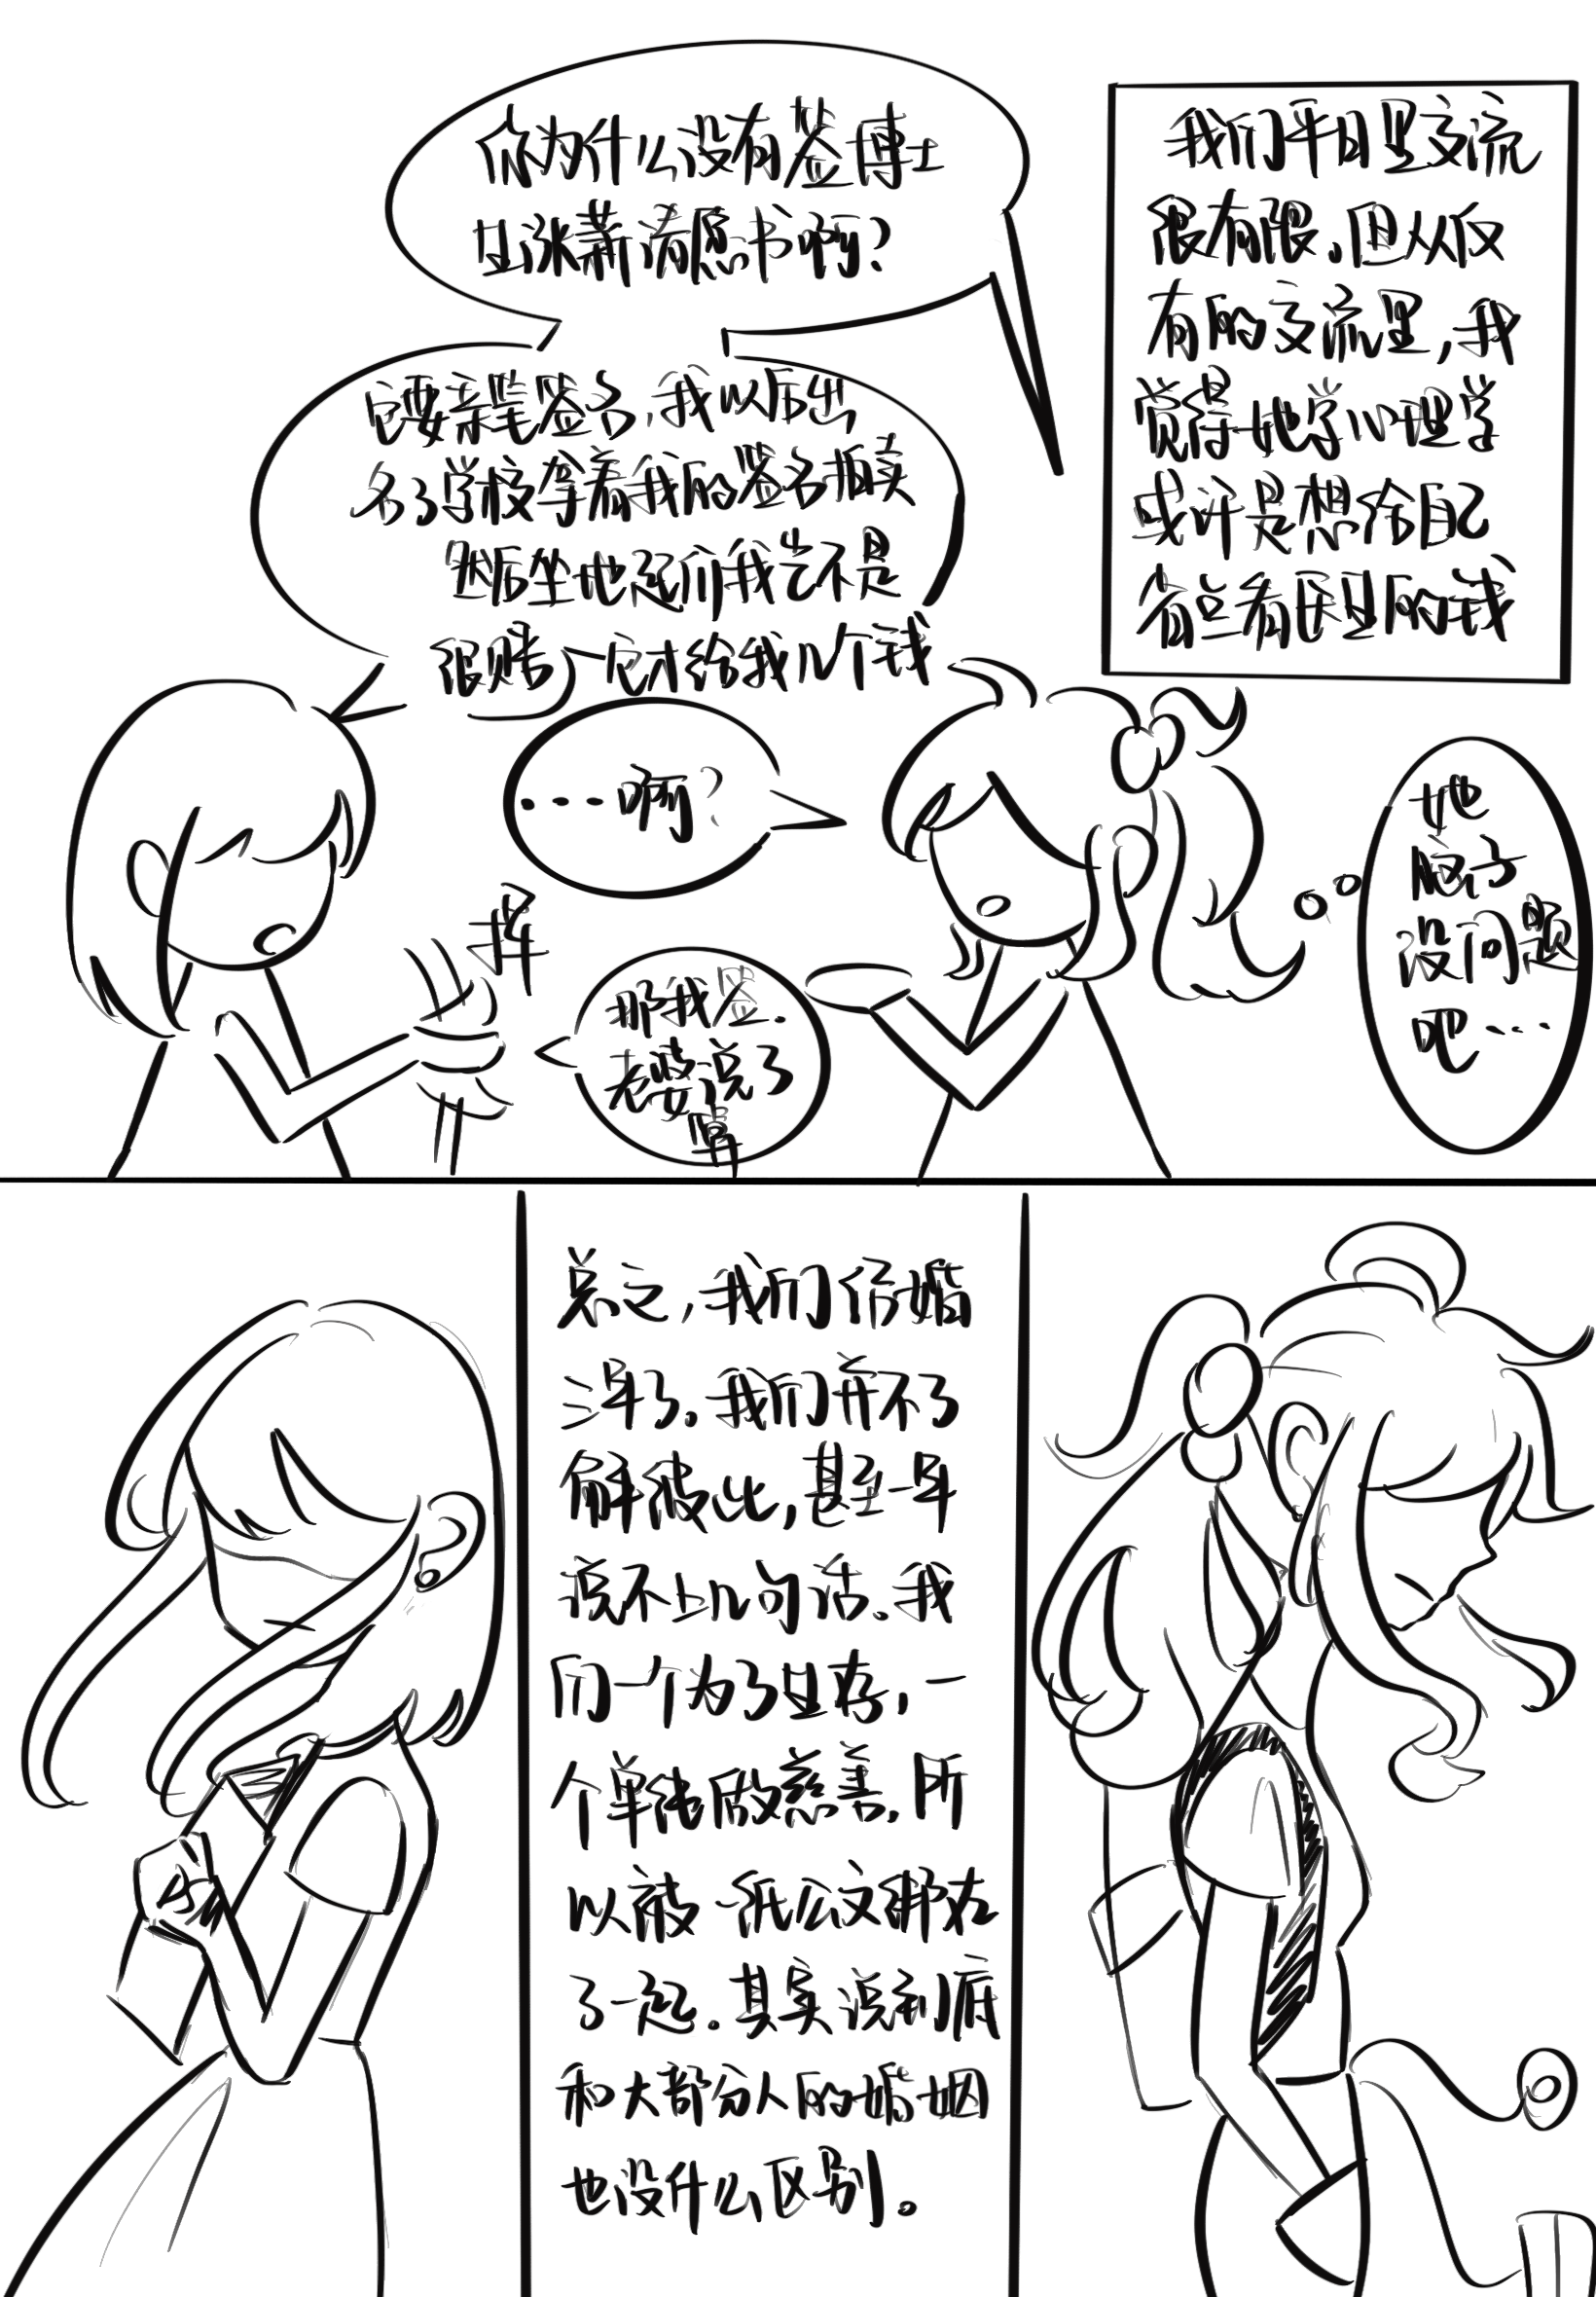 我们平日里交流
很有限，但从仅
有的交流里，我
觉得她学心理学
或许是想给自己
省点看医生的钱
你为什么没有签博士
生涨薪请愿书啊？
它要亲笔签名，我以后出
名了学校拿着我的签名拍卖
然后坐地起价我岂不是
很赔，它才给我几个钱
……啊？
她
脑子
没问题
吧……
挥
那我签．
老婆说了
算
总之，我们结婚
三年了．我们并不了
解彼此，甚至一年
说不上几句话．我
们一个为了生存，一
个单纯做慈善，所
以被一纸公文绑在
了一起．其实说到底
和大部分人的婚姻
也没什么区别。